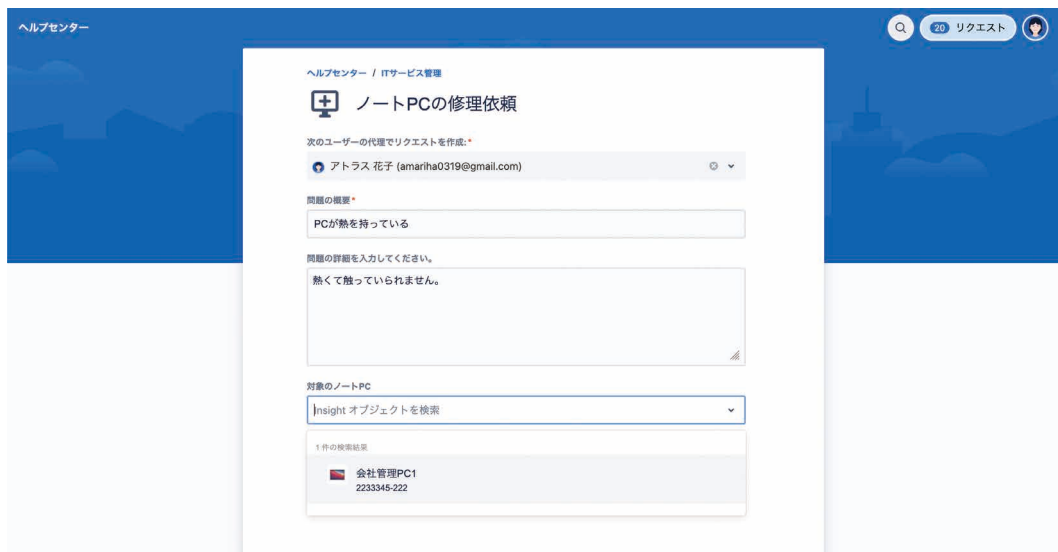 ヘルプセンター
20 リクエスト
ヘルプセンター / ITサービス管理
ノートPCの修理依頼
次のユーザーの代理でリクエストを作成:*
アトラス 花子 (amariha0319@gmail.com)
問題の概要*
PCが熱を持っている
問題の詳細を入力してください。
熱くて触っていられません。
対象のノートPC
Insight オブジェクトを検索
1 件の検索結果
会社管理PC1
2233345-222